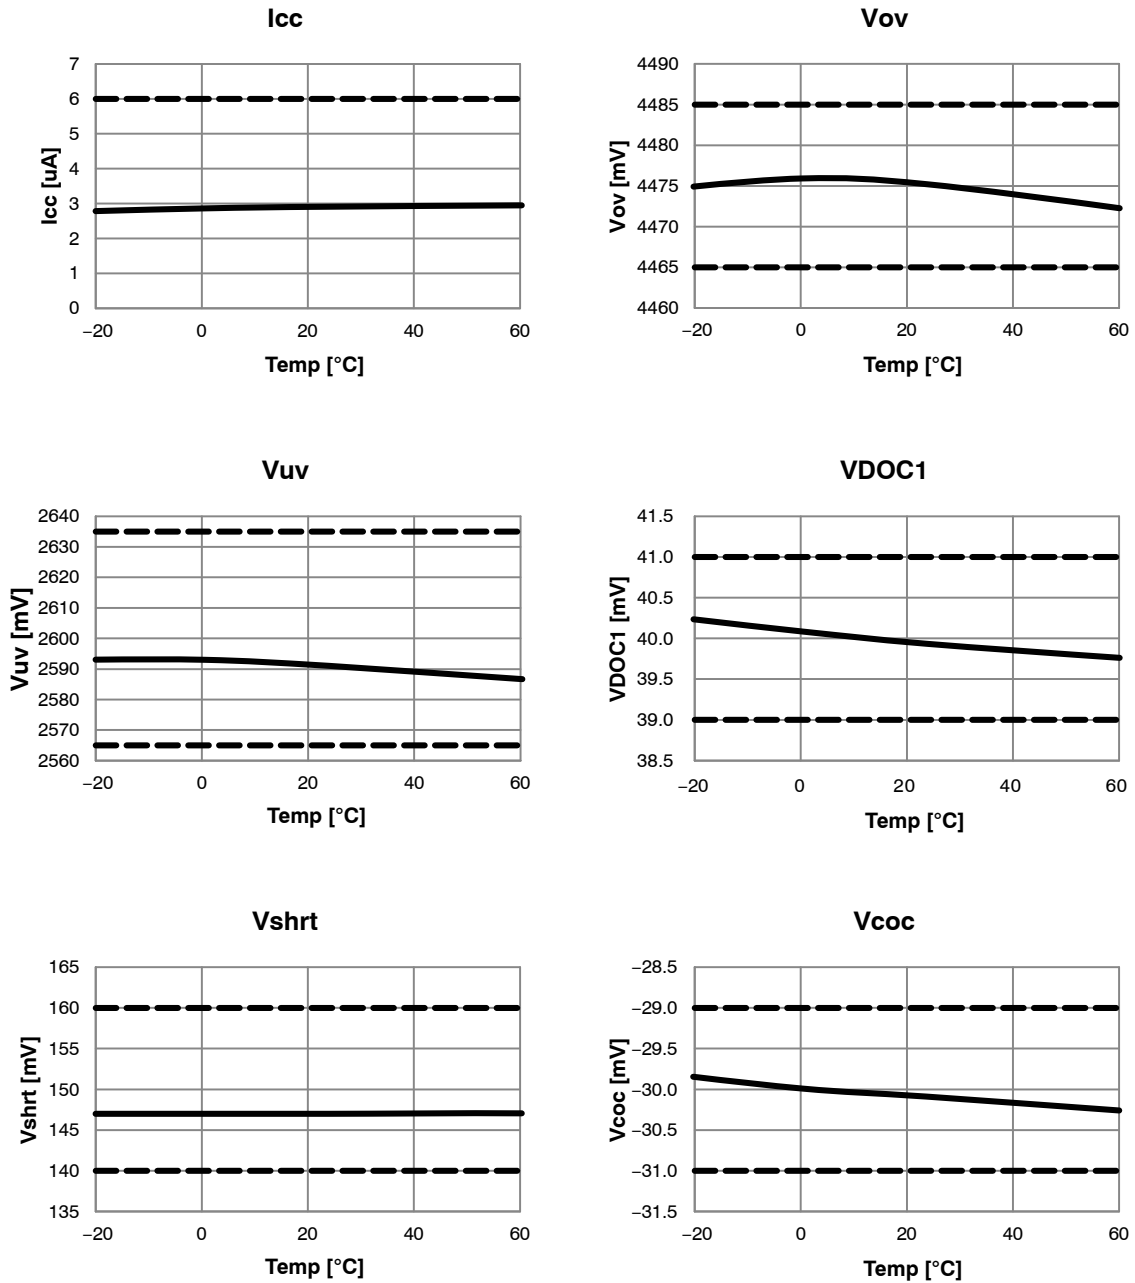 Icc
7
6
5
4
3
2
1
0
Icc [uA]
−20 0 20 40 60
Temp [°C]
Vov
4490
4485
4480
4475
4470
4465
4460
Vov [mV]
−20 0 20 40 60
Temp [°C]
Vuv
2640
2630
2620
2610
2600
2590
2580
2570
2560
Vuv [mV]
−20 0 20 40 60
Temp [°C]
VDOC1
41.5
41.0
40.5
40.0
39.5
39.0
38.5
VDOC1 [mV]
−20 0 20 40 60
Temp [°C]
Vshrt
165
160
155
150
145
140
135
Vshrt [mV]
−20 0 20 40 60
Temp [°C]
Vcoc
−28.5
−29.0
−29.5
−30.0
−30.5
−31.0
−31.5
Vcoc [mV]
−20 0 20 40 60
Temp [°C]